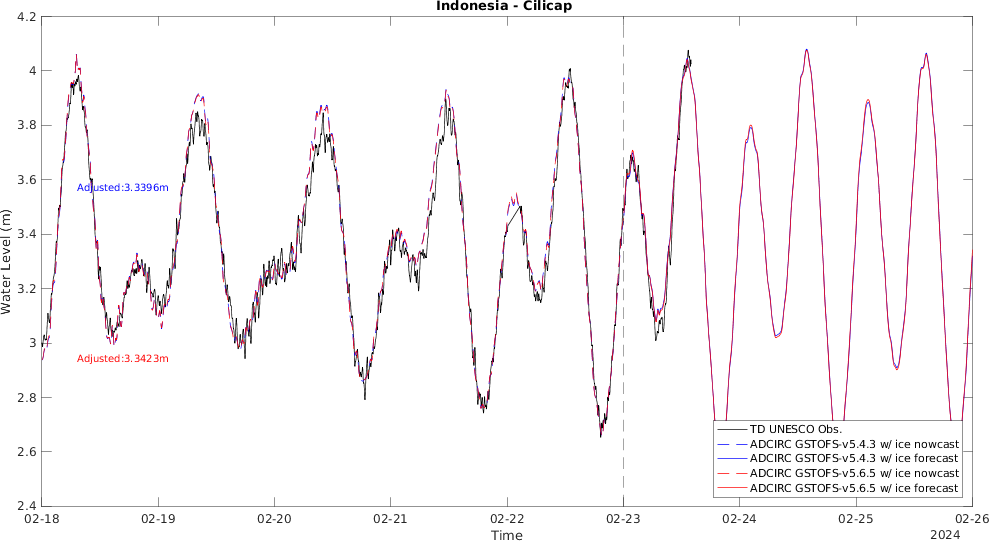 Indonesia - Cilicap
4.2
4
3.8
3.6
3.4
3.2
3
2.8
2.6
2.4
Water Level (m)
Adjusted:3.3396m
Adjusted:3.3423m
TD UNESCO Obs.
ADCIRC GSTOFS-v5.4.3 w/ ice nowcast
ADCIRC GSTOFS-v5.4.3 w/ ice forecast
ADCIRC GSTOFS-v5.6.5 w/ ice nowcast
ADCIRC GSTOFS-v5.6.5 w/ ice forecast
02-18 02-19 02-20 02-21 02-22 02-23 02-24 02-25 02-26
Time
2024